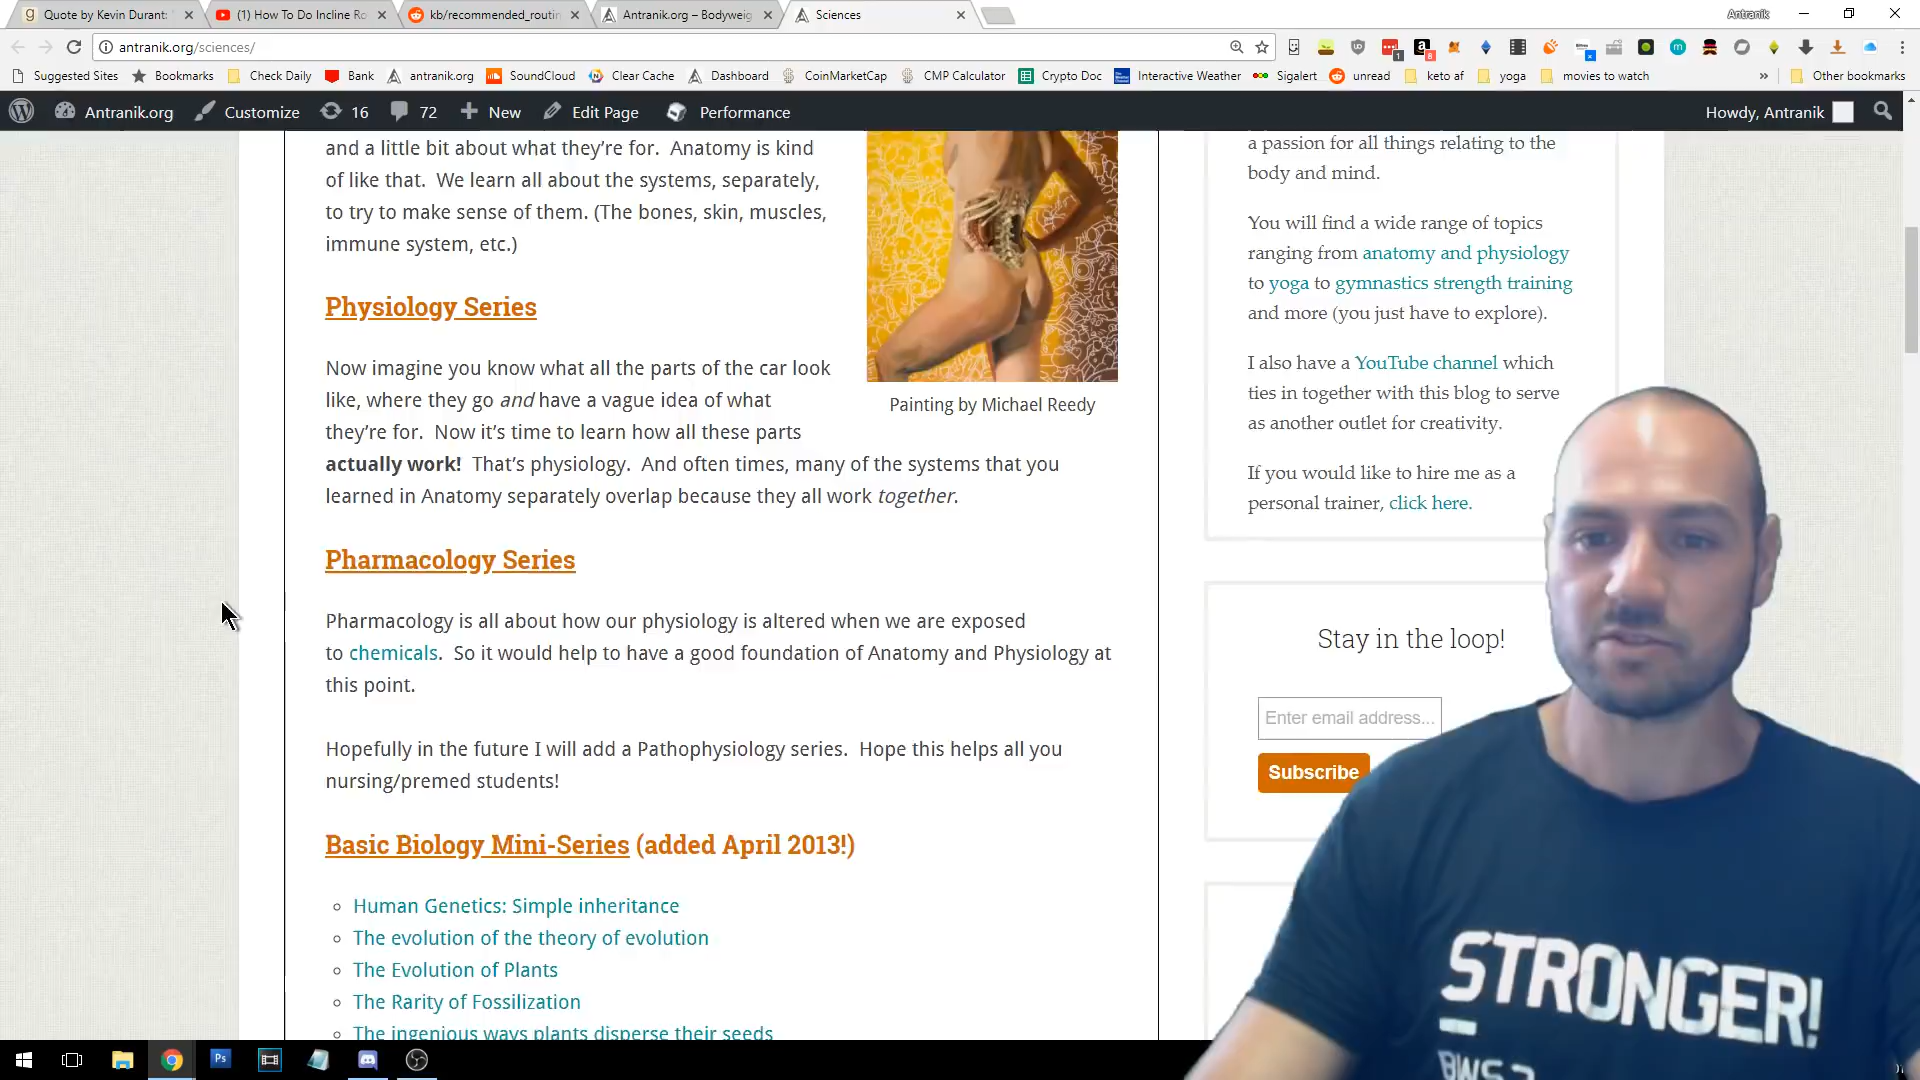 Quote by Kevin Durant:
(1) How To Do Incline Ro
kb/recommended_routin
Antranik.org – Bodyweig
Sciences
Antranik
antranik.org/sciences/
Suggested Sites
Bookmarks
Check Daily
Bank
antranik.org
SoundCloud
Clear Cache
Dashboard
CoinMarketCap
CMP Calculator
Crypto Doc
Interactive Weather
Sigalert
unread
keto af
yoga
movies to watch
»
Other bookmarks
Antranik.org
Customize
16
72
New
Edit Page
Performance
Howdy, Antranik
and a little bit about what they’re for. Anatomy is kind
of like that. We learn all about the systems, separately,
to try to make sense of them. (The bones, skin, muscles,
immune system, etc.)
Physiology Series
Now imagine you know what all the parts of the car look
like, where they go and have a vague idea of what
they’re for. Now it’s time to learn how all these parts
actually work! That’s physiology. And often times, many of the systems that you
learned in Anatomy separately overlap because they all work together.
Painting by Michael Reedy
Pharmacology Series
Pharmacology is all about how our physiology is altered when we are exposed
to chemicals. So it would help to have a good foundation of Anatomy and Physiology at
this point.
Hopefully in the future I will add a Pathophysiology series. Hope this helps all you
nursing/premed students!
Basic Biology Mini-Series (added April 2013!)
Human Genetics: Simple inheritance
The evolution of the theory of evolution
The Evolution of Plants
The Rarity of Fossilization
The ingenious ways plants disperse their seeds
a passion for all things relating to the
body and mind.
You will find a wide range of topics
ranging from anatomy and physiology
to yoga to gymnastics strength training
and more (you just have to explore).
I also have a YouTube channel which
ties in together with this blog to serve
as another outlet for creativity.
If you would like to hire me as a
personal trainer, click here.
Stay in the loop!
Enter email address...
Subscribe
STRONGER!
Ps